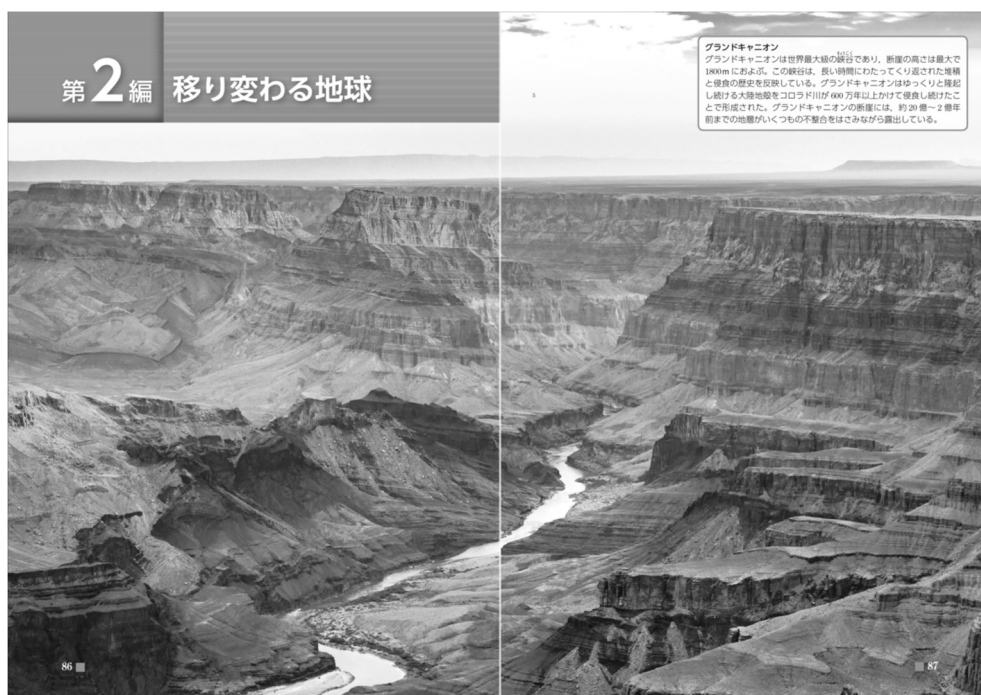 第2編 移り変わる地球
グランドキャニオン
グランドキャニオンは世界最大級の峡谷であり，断崖の高さは最大で
1800mにおよぶ。この峡谷は，長い時間にわたってくり返された堆積
と侵食の歴史を反映している。グランドキャニオンはゆっくりと隆起
し続ける大陸地殻をコロラド川が600万年以上かけて侵食し続けたこ
とで形成された。グランドキャニオンの断崖には，約20億～2億年
前までの地層がいくつもの不整合をはさみながら露出している。
5
86
87